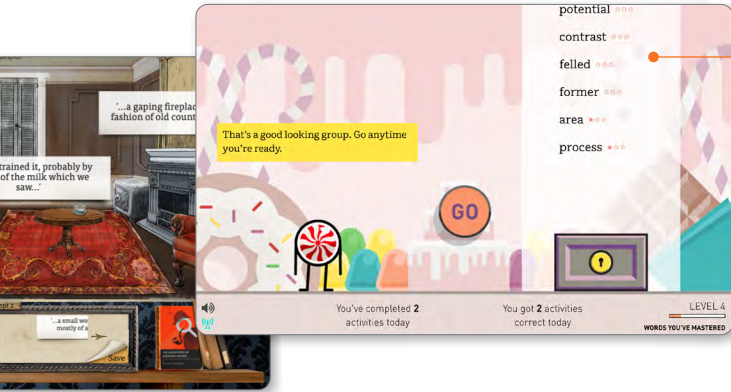 '...a gaping fireplac
fashion of old count
trained it, probably by
of the milk which we
saw...'
'...a small wo
mostly of a
Save
potential
contrast
felled
former
area
process
That's a good looking group. Go anytime
you're ready.
GO
You've completed 2
activities today
You got 2 activities
correct today
LEVEL 4
WORDS YOU'VE MASTERED